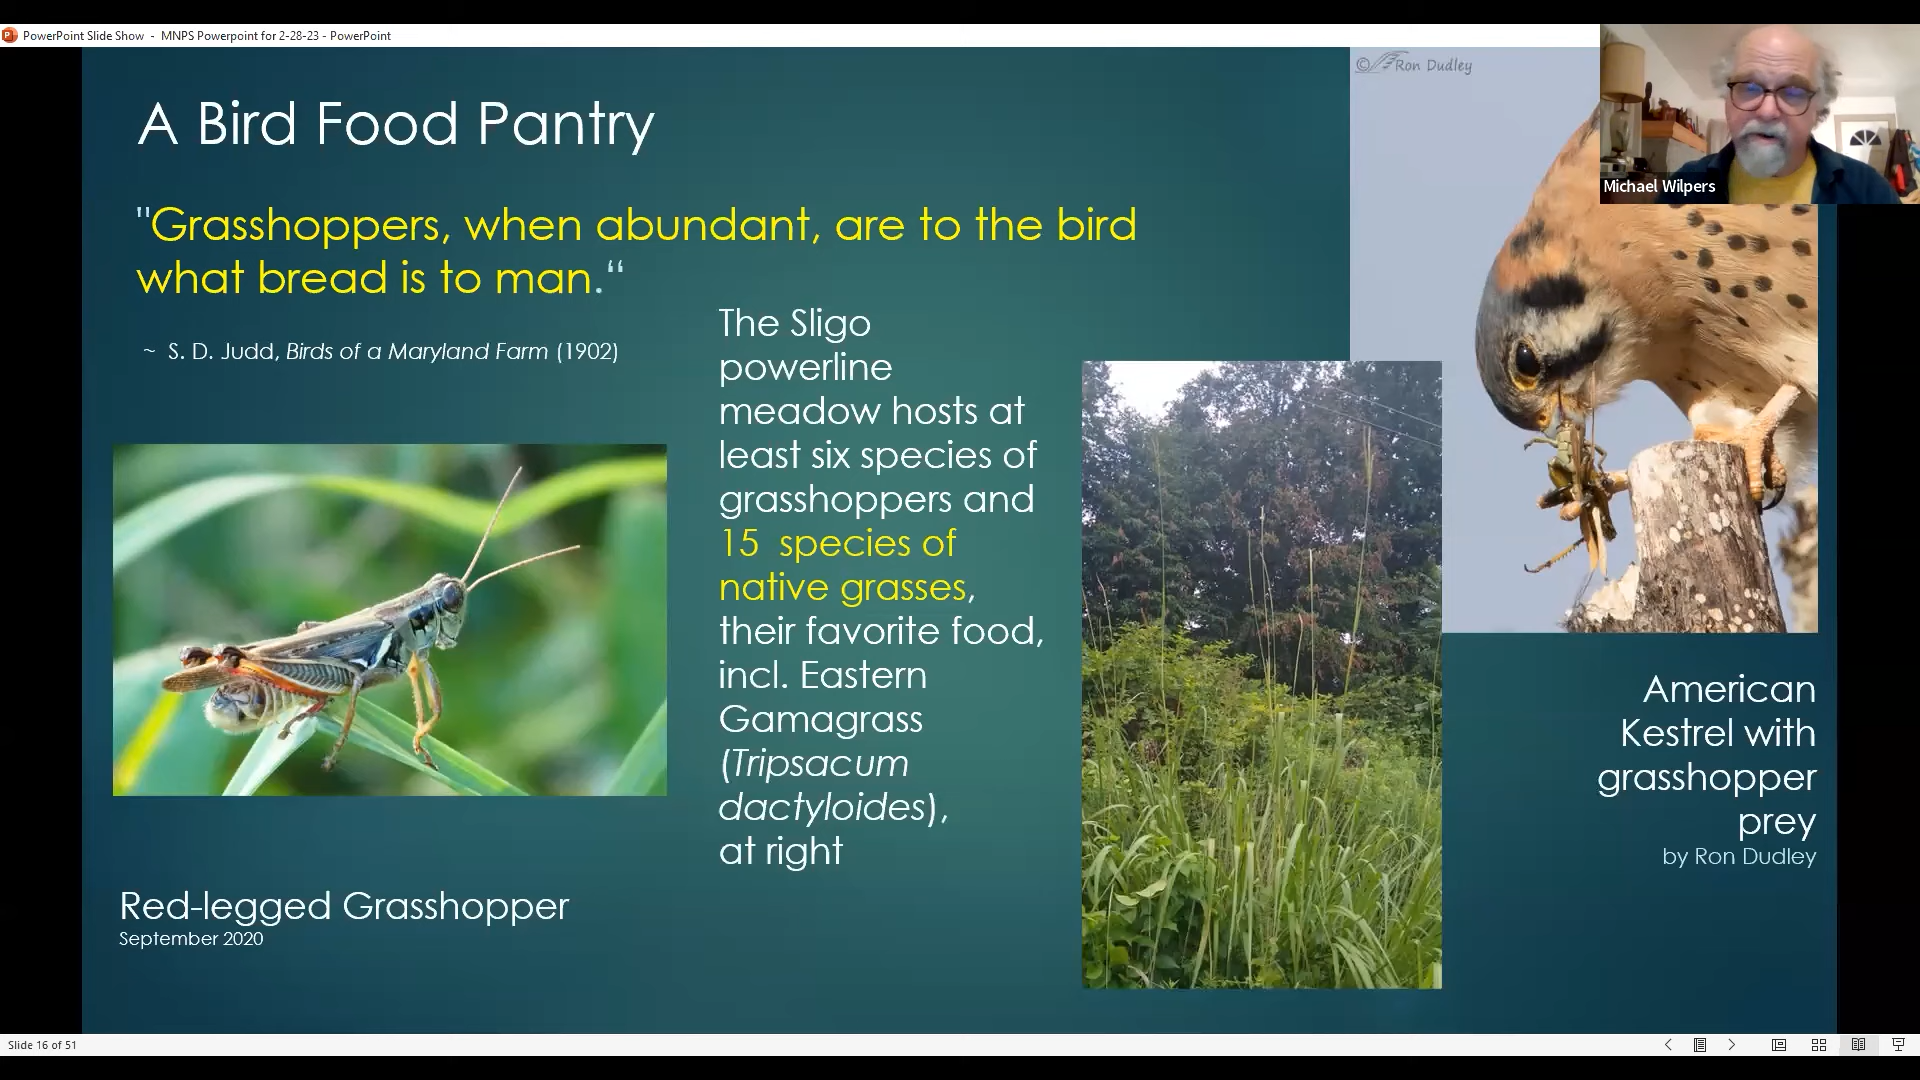 PowerPoint Slide Show - MNPS Powerpoint for 2-28-23 - PowerPoint
© Ron Dudley
Michael Wilpers
A Bird Food Pantry
"Grasshoppers, when abundant, are to the bird
what bread is to man.“
~ S. D. Judd, Birds of a Maryland Farm (1902)
The Sligo
powerline
meadow hosts at
least six species of
grasshoppers and
15 species of
native grasses,
their favorite food,
incl. Eastern
Gamagrass
(Tripsacum
dactyloides),
at right
American
Kestrel with
grasshopper
prey
by Ron Dudley
Red-legged Grasshopper
September 2020
Slide 16 of 51